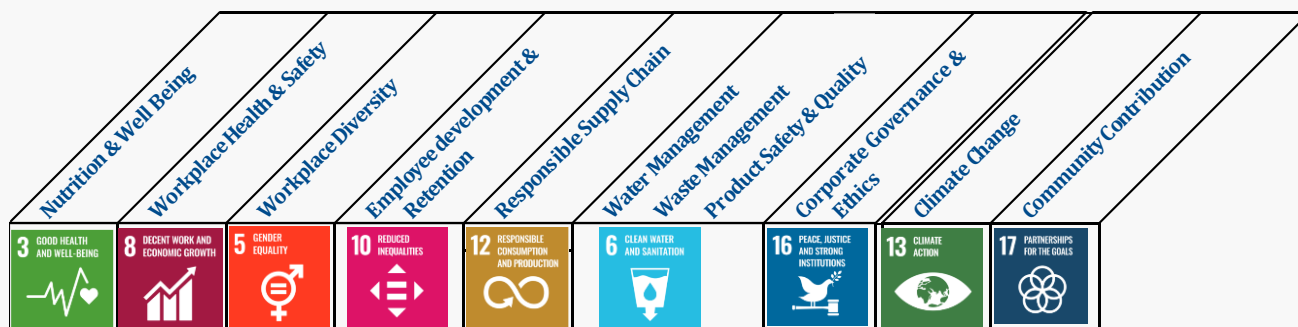 Nutrition & Well Being
Workplace Health & Safety
Workplace Diversity
Employee development &
Retention
Responsible Supply Chain
Water Management
Waste Management
Product Safety & Quality
Corporate Governance &
Ethics
Climate Change
Community Contribution
3 GOOD HEALTH
AND WELL-BEING
8 DECENT WORK AND
ECONOMIC GROWTH
5 GENDER
EQUALITY
10 REDUCED
INEQUALITIES
12 RESPONSIBLE
CONSUMPTION
AND PRODUCTION
6 CLEAN WATER
AND SANITATION
16 PEACE, JUSTICE
AND STRONG
INSTITUTIONS
13 CLIMATE
ACTION
17 PARTNERSHIPS
FOR THE GOALS